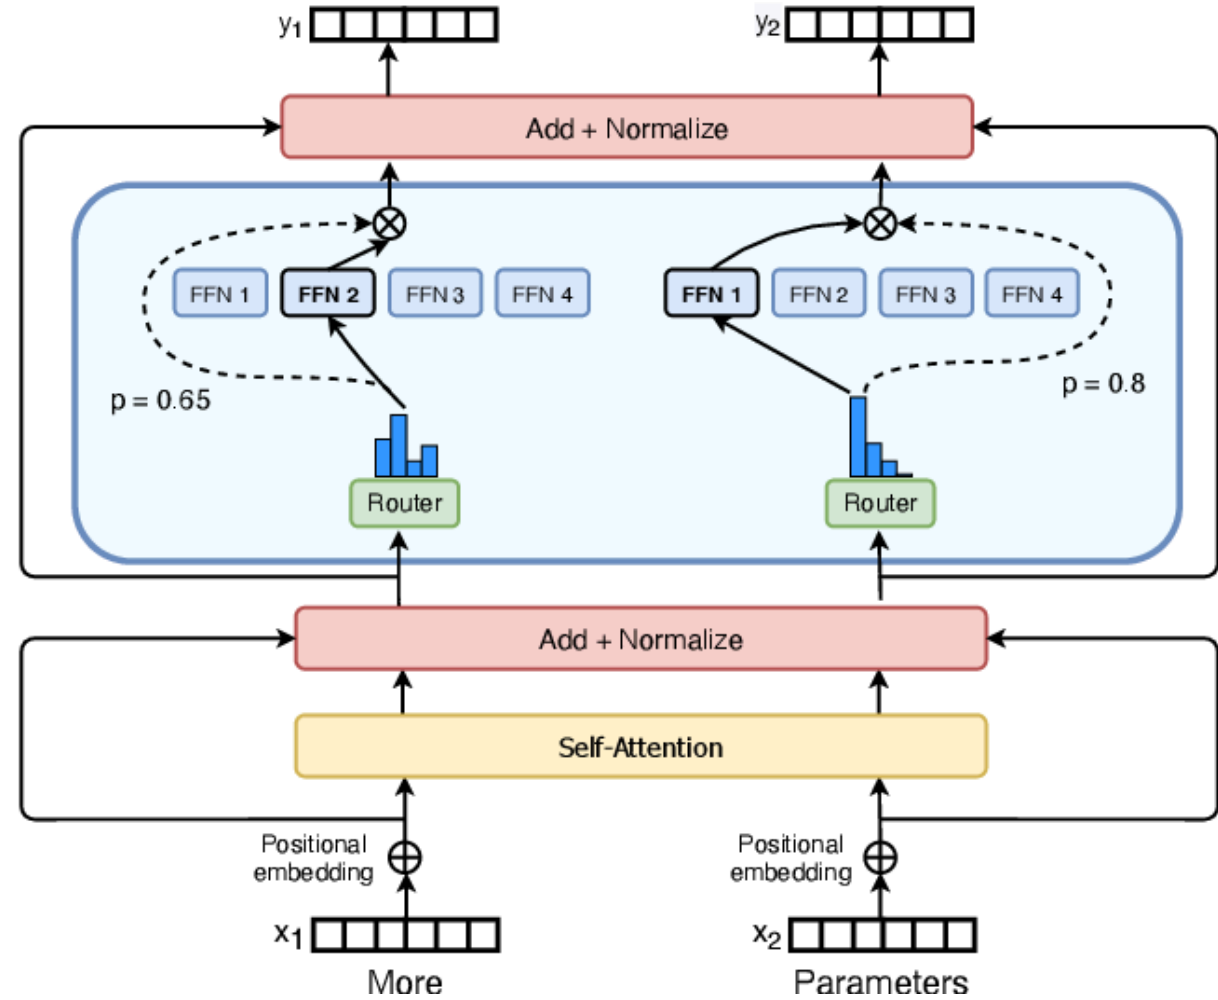 y1 y2
Add + Normalize
FFN 1 FFN 2 FFN 3 FFN 4 FFN 1 FFN 2 FFN 3 FFN 4
p = 0.65 p = 0.8
Router Router
Add + Normalize
Self-Attention
Positional embedding Positional embedding
x1 x2
More Parameters